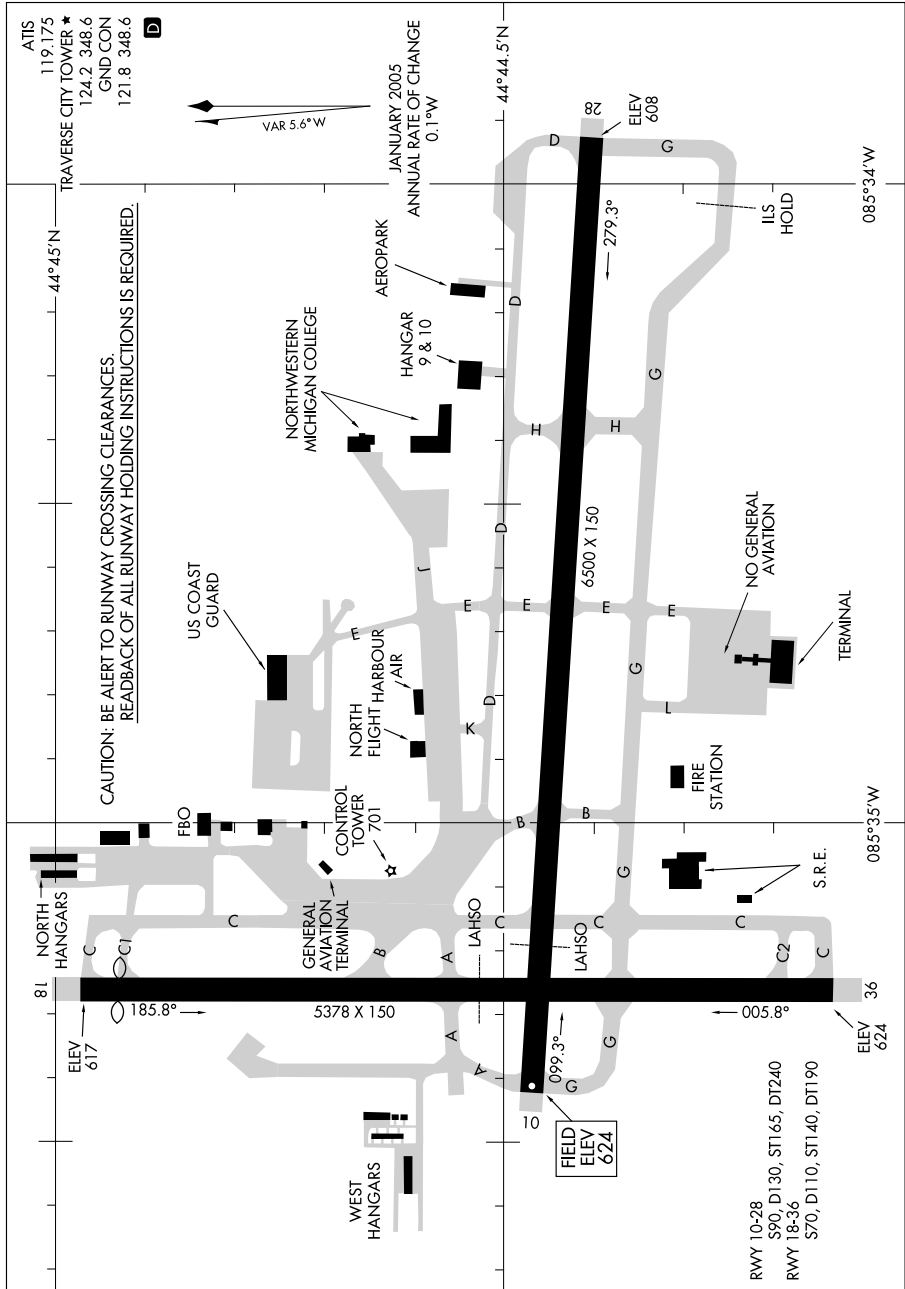 ATIS
119.175
TRAVERSE CITY TOWER ★
124.2 348.6
GND CON
121.8 348.6
D
CAUTION: BE ALERT TO RUNWAY CROSSING CLEARANCES.
READBACK OF ALL RUNWAY HOLDING INSTRUCTIONS IS REQUIRED.
44°45'N
44°44.5'N
VAR 5.6° W
JANUARY 2005
ANNUAL RATE OF CHANGE
0.1°W
NORTH
HANGARS
FBO
US COAST
GUARD
NORTHWESTERN
MICHIGAN COLLEGE
AEROPARK
HANGAR
9 & 10
GENERAL
AVIATION
TERMINAL
CONTROL
TOWER
701
NORTH
FLIGHT
HARBOUR
AIR
WEST
HANGARS
18
ELEV
617
C
C1
C
185.8°
5378 X 150
B
A
A
A
LAHSO
LAHSO
C
C
C
C2
C
005.8°
36
ELEV
624
10
099.3°
FIELD
ELEV
624
G
G
G
G
G
G
B
B
K
D
D
D
D
J
E
E
E
E
E
H
H
L
6500 X 150
279.3°
28
ELEV
608
ILS
HOLD
S.R.E.
FIRE
STATION
NO GENERAL
AVIATION
TERMINAL
085°35'W
085°34'W
RWY 10-28
S90, D130, ST165, DT240
RWY 18-36
S70, D110, ST140, DT190